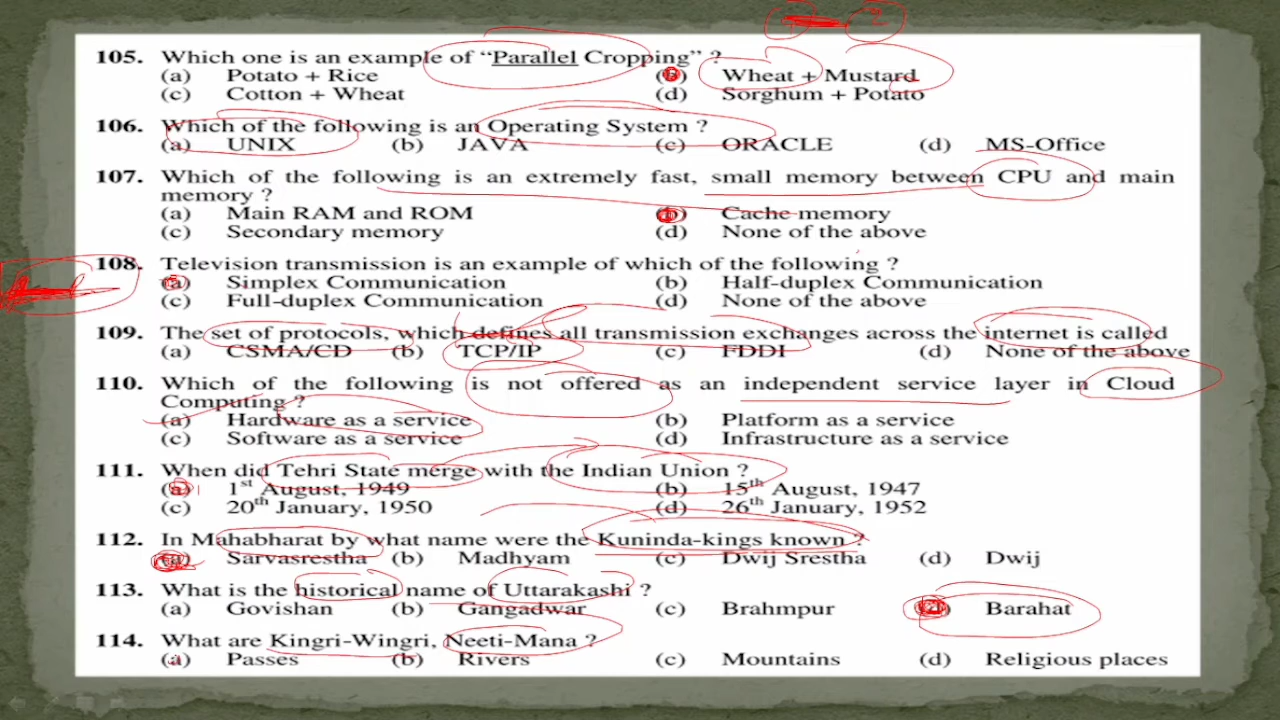 105. Which one is an example of “Parallel Cropping” ?
(a) Potato + Rice (b) Wheat + Mustard
(c) Cotton + Wheat (d) Sorghum + Potato
106. Which of the following is an Operating System ?
(a) UNIX (b) JAVA (c) ORACLE (d) MS-Office
107. Which of the following is an extremely fast, small memory between CPU and main
memory ?
(a) Main RAM and ROM (b) Cache memory
(c) Secondary memory (d) None of the above
108. Television transmission is an example of which of the following ?
(a) Simplex Communication (b) Half-duplex Communication
(c) Full-duplex Communication (d) None of the above
109. The set of protocols, which defines all transmission exchanges across the internet is called
(a) CSMA/CD (b) TCP/IP (c) FDDI (d) None of the above
110. Which of the following is not offered as an independent service layer in Cloud
Computing ?
(a) Hardware as a service (b) Platform as a service
(c) Software as a service (d) Infrastructure as a service
111. When did Tehri State merge with the Indian Union ?
(a) 1st August, 1949 (b) 15th August, 1947
(c) 20th January, 1950 (d) 26th January, 1952
112. In Mahabharat by what name were the Kuninda-kings known ?
(a) Sarvasrestha (b) Madhyam (c) Dwij Srestha (d) Dwij
113. What is the historical name of Uttarakashi ?
(a) Govishan (b) Gangadwar (c) Brahmpur (d) Barahat
114. What are Kingri-Wingri, Neeti-Mana ?
(a) Passes (b) Rivers (c) Mountains (d) Religious places